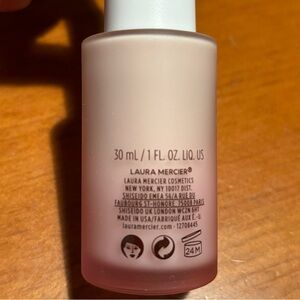 30 mL / 1 FL. OZ. LIQ. US
LAURA MERCIER®
LAURA MERCIER COSMETICS
NEW YORK, NY 10017 DIST.
SHISEIDO EMEA 56/A RUE DU
FAUBOURG ST-HONORÉ, 75008 PARIS
SHISEIDO UK LONDON WC2N 6HT
MADE IN USA/FABRIQUÉ AUX É.-U.
lauramercier.com - 12708443
24 M